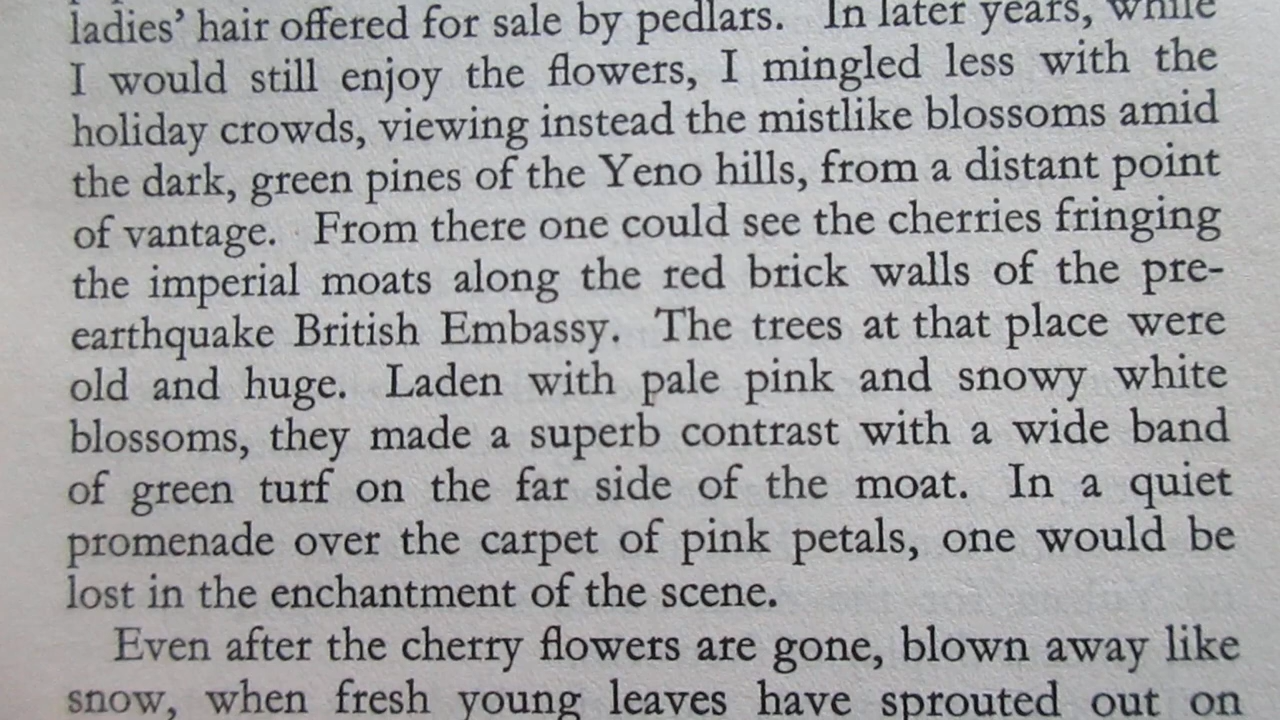 ladies’ hair offered for sale by pedlars. In later years, while
I would still enjoy the flowers, I mingled less with the
holiday crowds, viewing instead the mistlike blossoms amid
the dark, green pines of the Yeno hills, from a distant point
of vantage. From there one could see the cherries fringing
the imperial moats along the red brick walls of the pre-
earthquake British Embassy. The trees at that place were
old and huge. Laden with pale pink and snowy white
blossoms, they made a superb contrast with a wide band
of green turf on the far side of the moat. In a quiet
promenade over the carpet of pink petals, one would be
lost in the enchantment of the scene.
Even after the cherry flowers are gone, blown away like
snow, when fresh young leaves have sprouted out on